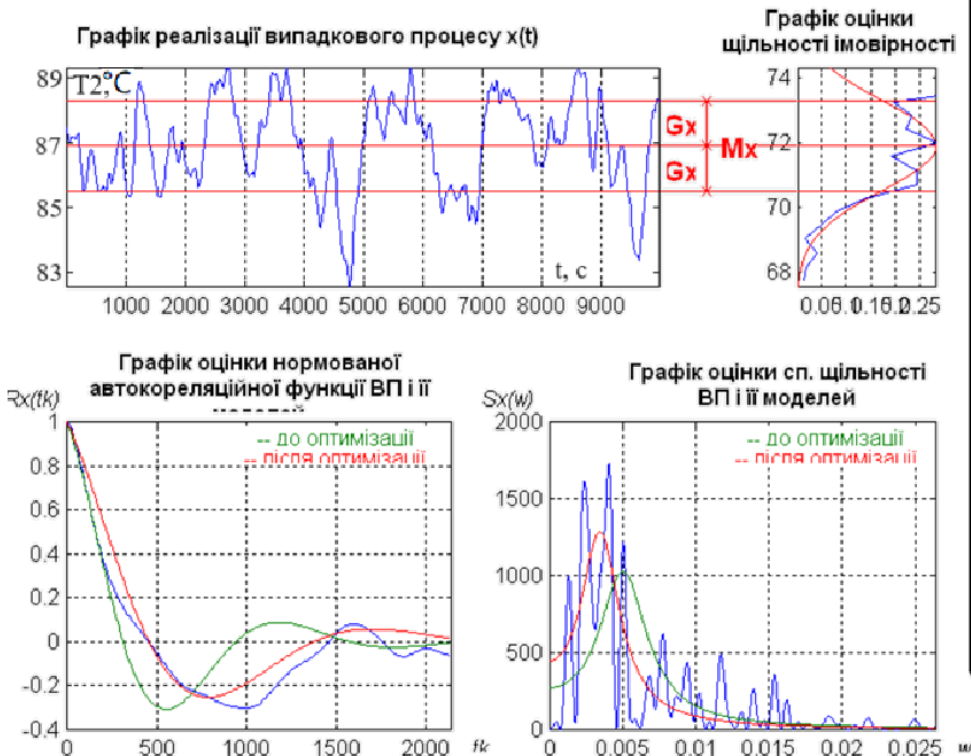 Графік реалізації випадкового процесу x(t)
Графік оцінки
щільності імовірності
T2,°C
89
87
85
83
t, c
1000 2000 3000 4000 5000 6000 7000 8000 9000
Gx
Mx
Gx
74
72
70
68
0.05 0.1 0.15 0.2 0.25
Графік оцінки нормованої
автокореляційної функції ВП і її
моделей
Rx(fk)
1
0.8
0.6
0.4
0.2
0
-0.2
-0.4
-- до оптимізації
-- після оптимізації
0 500 1000 1500 2000 fk
Графік оцінки сп. щільності
ВП і її моделей
Sx(w)
2000
1500
1000
500
0
-- до оптимізації
-- після оптимізації
0 0.005 0.01 0.015 0.02 0.025